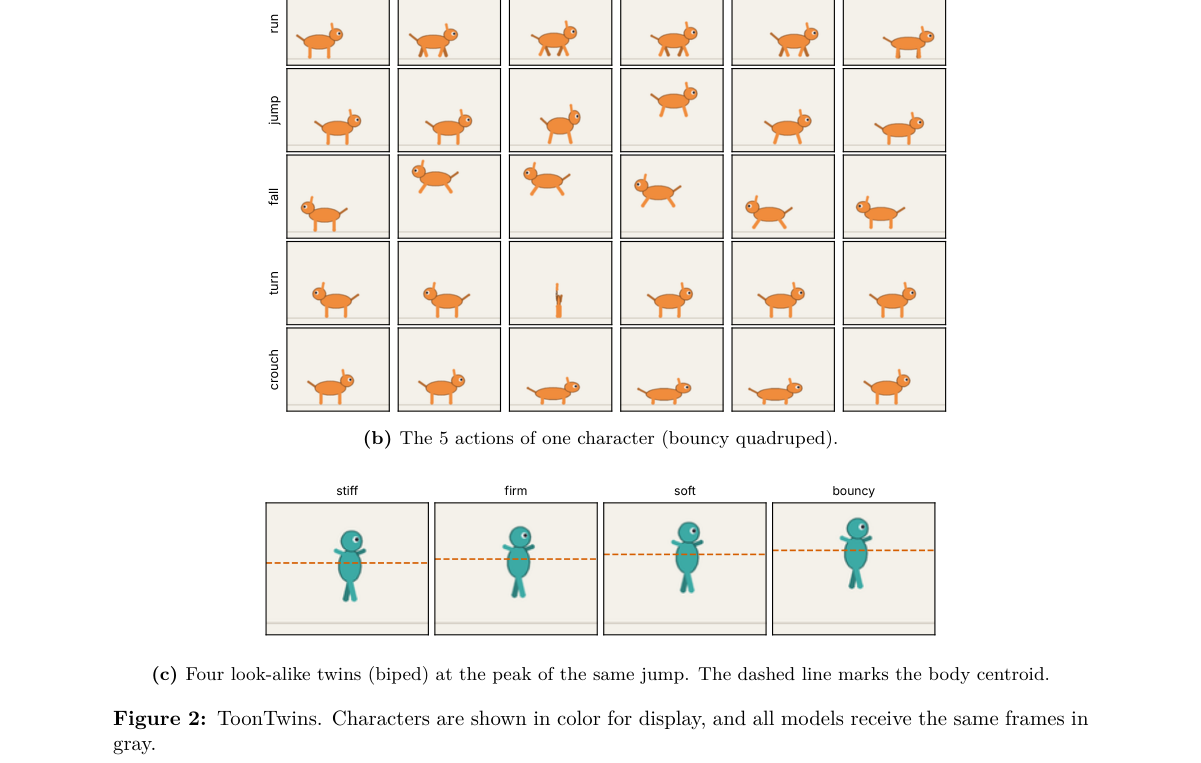 run
jump
fall
turn
crouch
(b) The 5 actions of one character (bouncy quadruped).
stiff firm soft bouncy
(c) Four look-alike twins (biped) at the peak of the same jump. The dashed line marks the body centroid.
Figure 2: ToonTwins. Characters are shown in color for display, and all models receive the same frames in
gray.